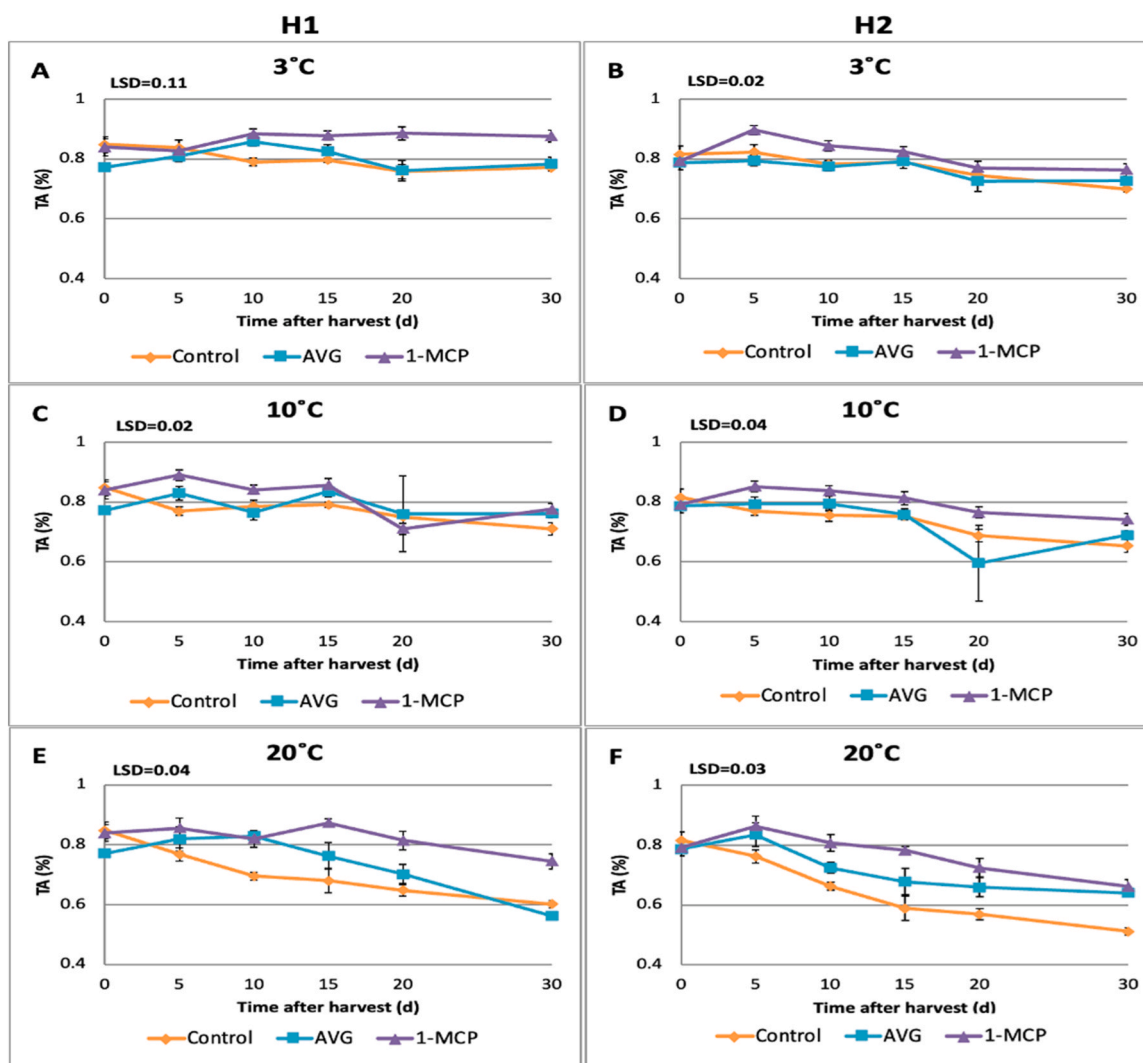 H1 H2
A 3°C
LSD=0.11
1
0.8
0.6
0.4
TA (%)
0 5 10 15 20 30
Time after harvest (d)
Control AVG 1-MCP
B 3°C
LSD=0.02
1
0.8
0.6
0.4
TA (%)
0 5 10 15 20 30
Time after harvest (d)
Control AVG 1-MCP
C 10°C
LSD=0.02
1
0.8
0.6
0.4
TA (%)
0 5 10 15 20 30
Time after harvest (d)
Control AVG 1-MCP
D 10°C
LSD=0.04
1
0.8
0.6
0.4
TA (%)
0 5 10 15 20 30
Time after harvest (d)
Control AVG 1-MCP
E 20°C
LSD=0.04
1
0.8
0.6
0.4
TA (%)
0 5 10 15 20 30
Time after harvest (d)
Control AVG 1-MCP
F 20°C
LSD=0.03
1
0.8
0.6
0.4
TA (%)
0 5 10 15 20 30
Time after harvest (d)
Control AVG 1-MCP